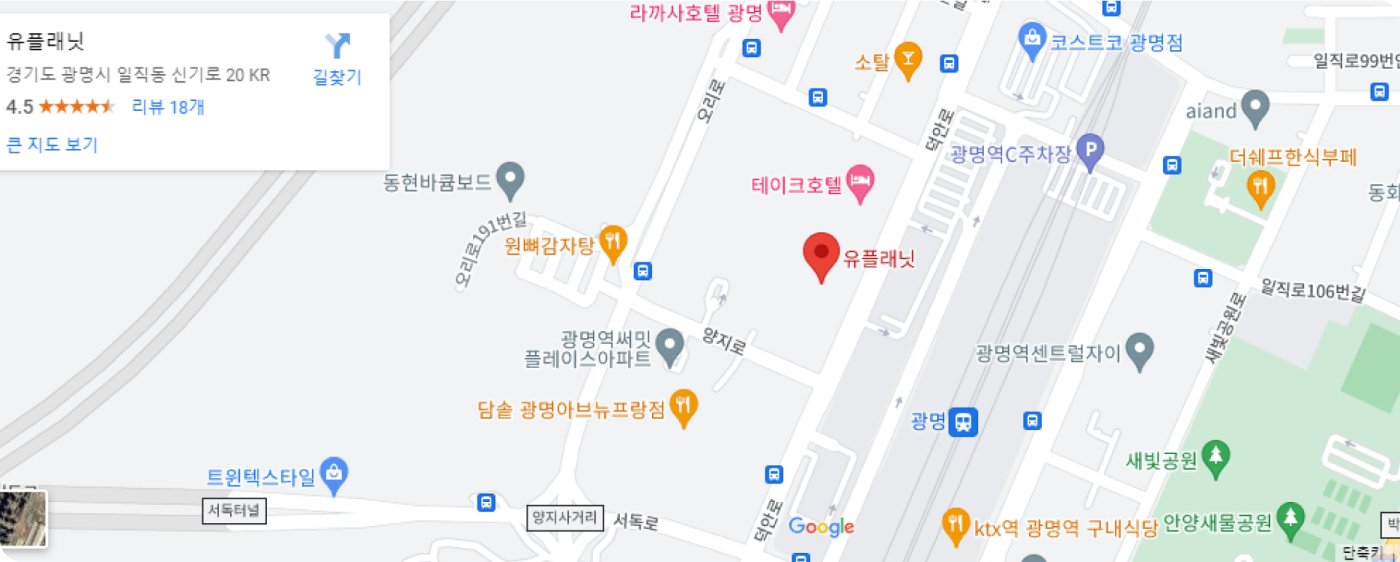 유플래닛
경기도 광명시 일직동 신기로 20 KR
4.5
리뷰 18개
큰 지도 보기
길찾기
라까사호텔 광명
소탈
코스트코 광명점
일직로99번
오리로
덕안로
광명역C주차장
P
aiand
더쉐프한식부페
동현바큠보드
테이크호텔
동화
오리로191번길
원뼈감자탕
유플래닛
일직로106번길
새빛공원로
광명역써밋
플레이스아파트
양지로
광명역센트럴자이
담솥 광명아브뉴프랑점
광명
새빛공원
트윈텍스타일
서독터널
양지사거리
서독로
덕안로
Google
ktx역 광명역 구내식당
안양새물공원
박
단축키